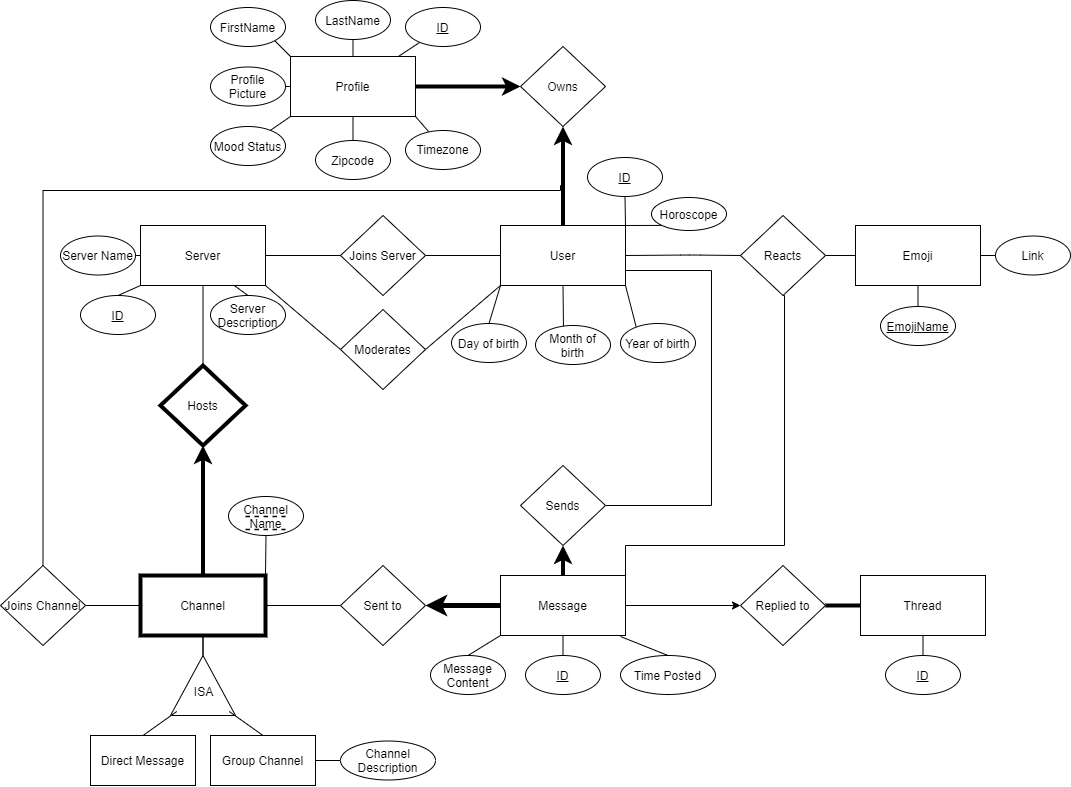 FirstName
LastName
ID
Profile
Picture
Profile
Owns
Mood Status
Zipcode
Timezone
ID
Horoscope
Server Name
Server
Joins Server
User
Reacts
Emoji
Link
ID
Server
Description
Moderates
Day of birth
Month of
birth
Year of birth
EmojiName
Hosts
Channel
Name
Sends
Joins Channel
Channel
Sent to
Message
Replied to
Thread
Message
Content
ID
Time Posted
ID
ISA
Direct Message
Group Channel
Channel
Description